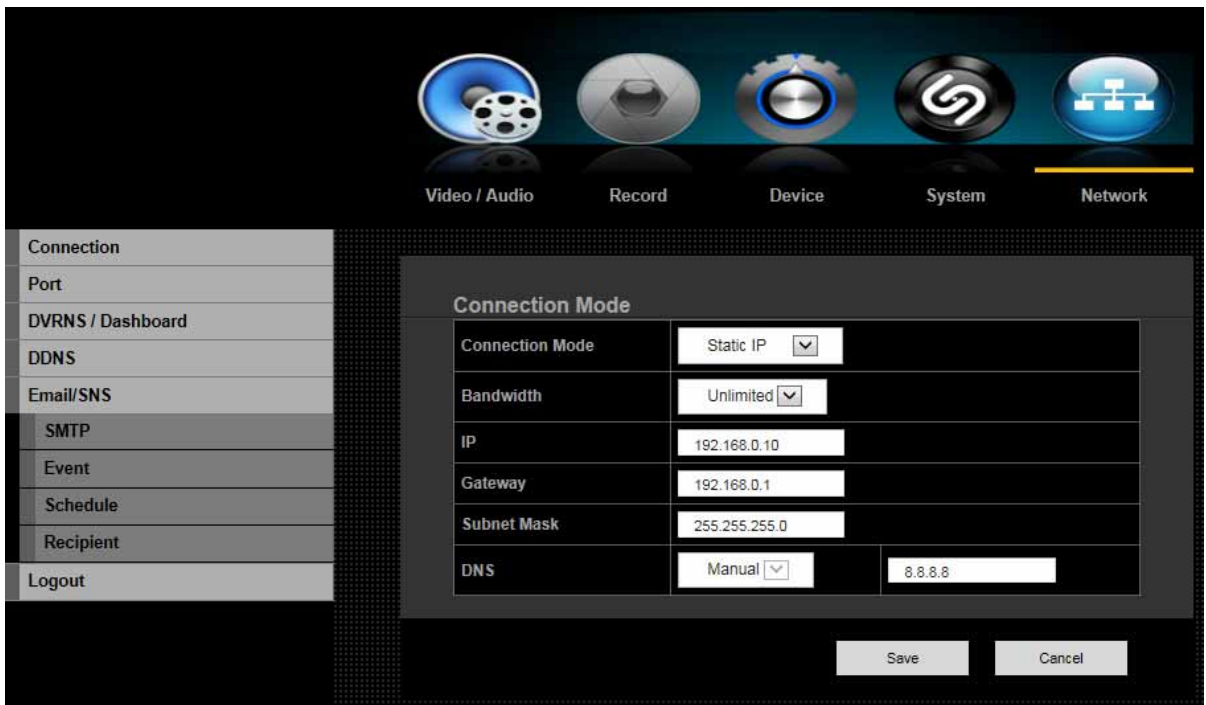 Video / Audio Record Device System Network
Connection
Port
DVRNS / Dashboard
DDNS
Email/SNS
SMTP
Event
Schedule
Recipient
Logout
Connection Mode
Connection Mode Static IP
Bandwidth Unlimited
IP 192.168.0.10
Gateway 192.168.0.1
Subnet Mask 255.255.255.0
DNS Manual 8.8.8.8
Save Cancel